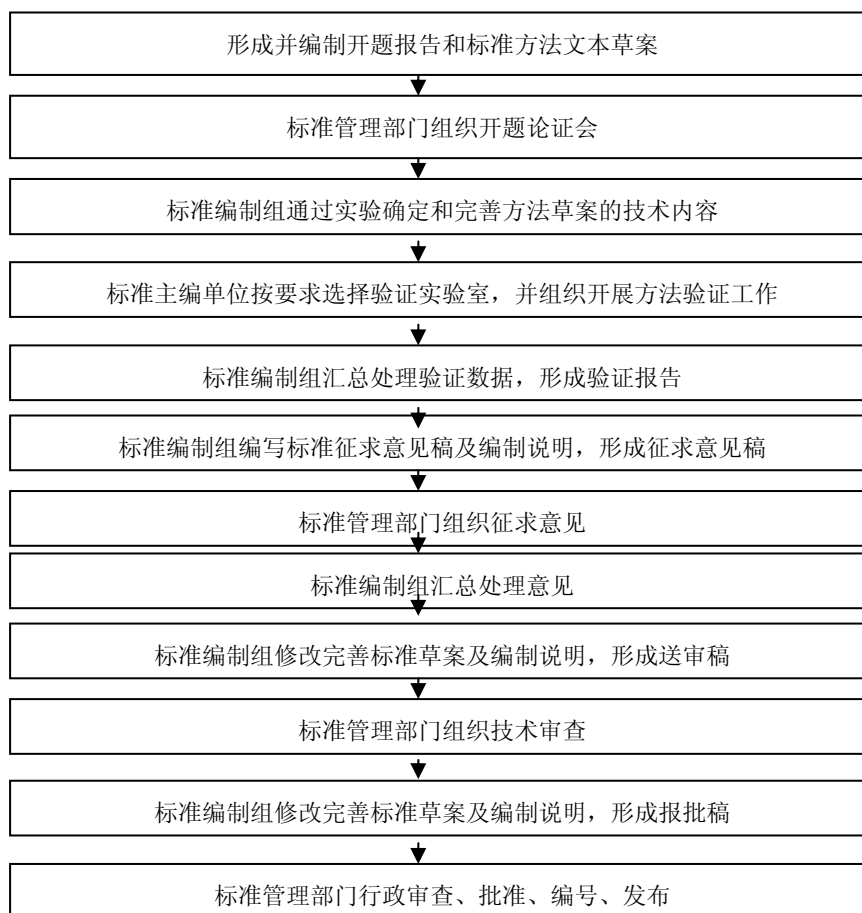 形成并编制开题报告和标准方法文本草案
标准管理部门组织开题论证会
标准编制组通过实验确定和完善方法草案的技术内容
标准主编单位按要求选择验证实验室，并组织开展方法验证工作
标准编制组汇总处理验证数据，形成验证报告
标准编制组编写标准征求意见稿及编制说明，形成征求意见稿
标准管理部门组织征求意见
标准编制组汇总处理意见
标准编制组修改完善标准草案及编制说明，形成送审稿
标准管理部门组织技术审查
标准编制组修改完善标准草案及编制说明，形成报批稿
标准管理部门行政审查、批准、编号、发布